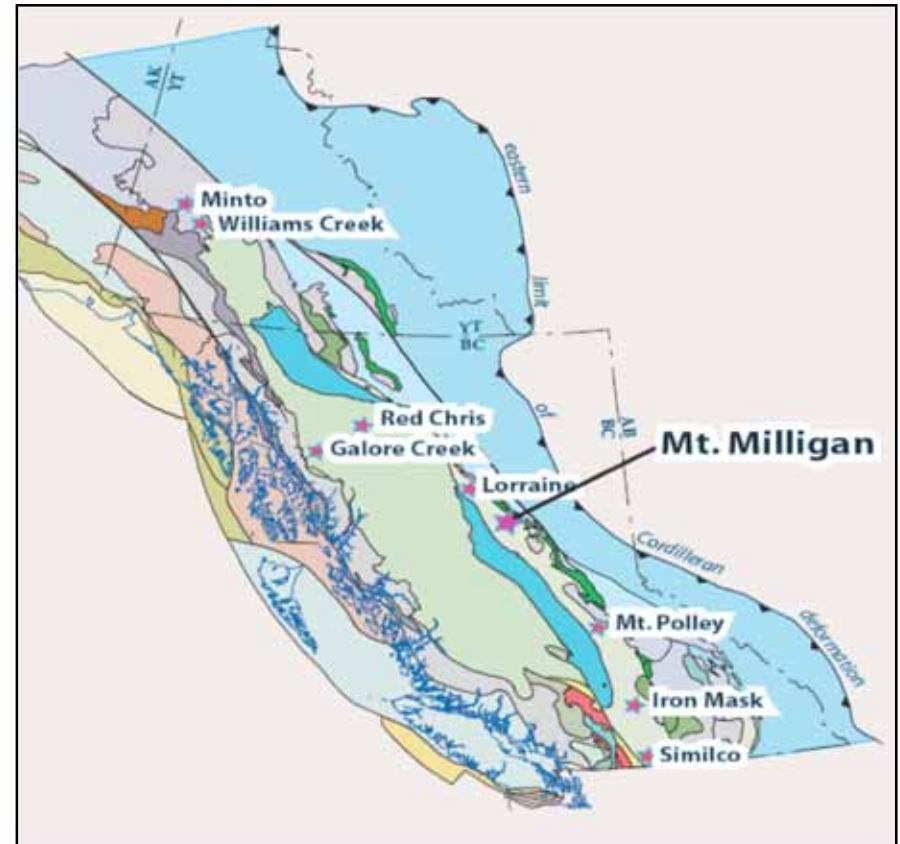 AK
YT
eastern
Minto
Williams Creek
limit
YT
BC
of
AB
BC
Red Chris
Galore Creek
Mt. Milligan
Lorraine
Cordilleran
deformation
Mt. Polley
Iron Mask
Similco